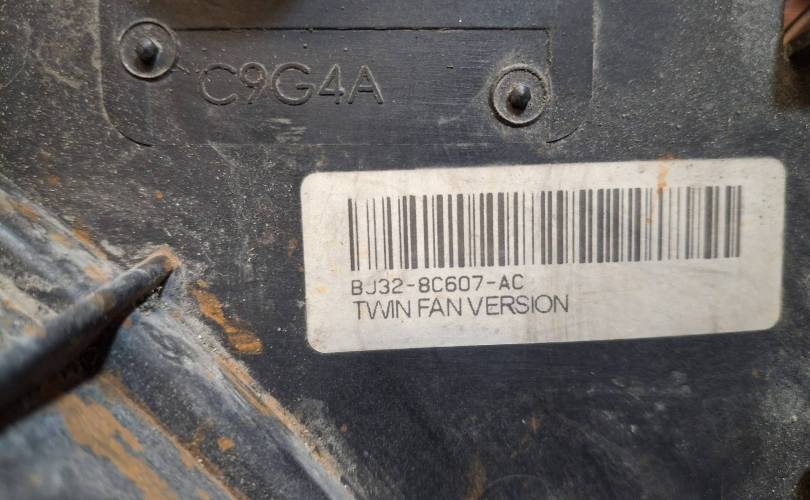 C9G4A
BJ32-8C607-AC
TWIN FAN VERSION